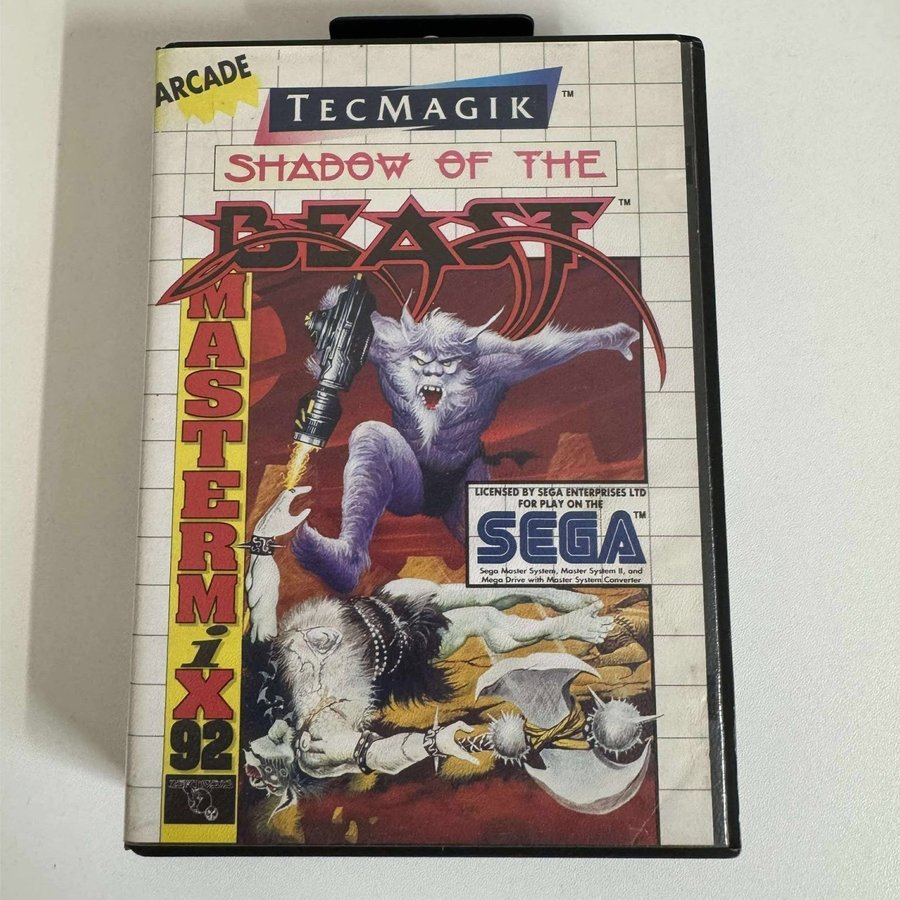 ARCADE
TECMAGIK™
SHADOW OF THE
BEAST™
MASTERMiX
92
LICENSED BY SEGA ENTERPRISES LTD
FOR PLAY ON THE
SEGA™
Sega Master System, Master System II, and
Mega Drive with Master System Converter